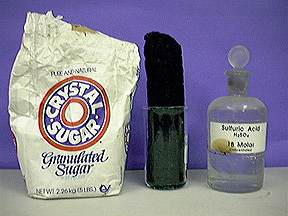 PURE AND NATURAL
CRYSTAL
SUGAR
Granulated
Sugar
NET WT. 2.26 kg (5 LBS.)
Sulfuric Acid
H₂SO₄
18 Molar